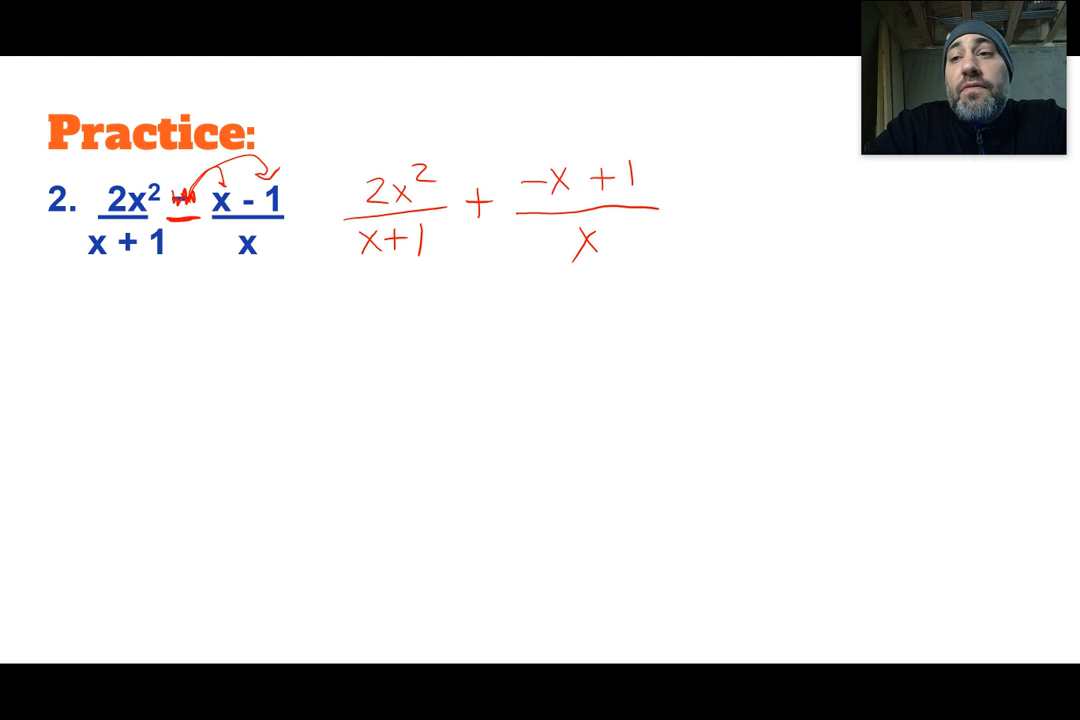 Practice:
2. 2x² - x - 1 2x² + -x + 1
x + 1 x x+1 x